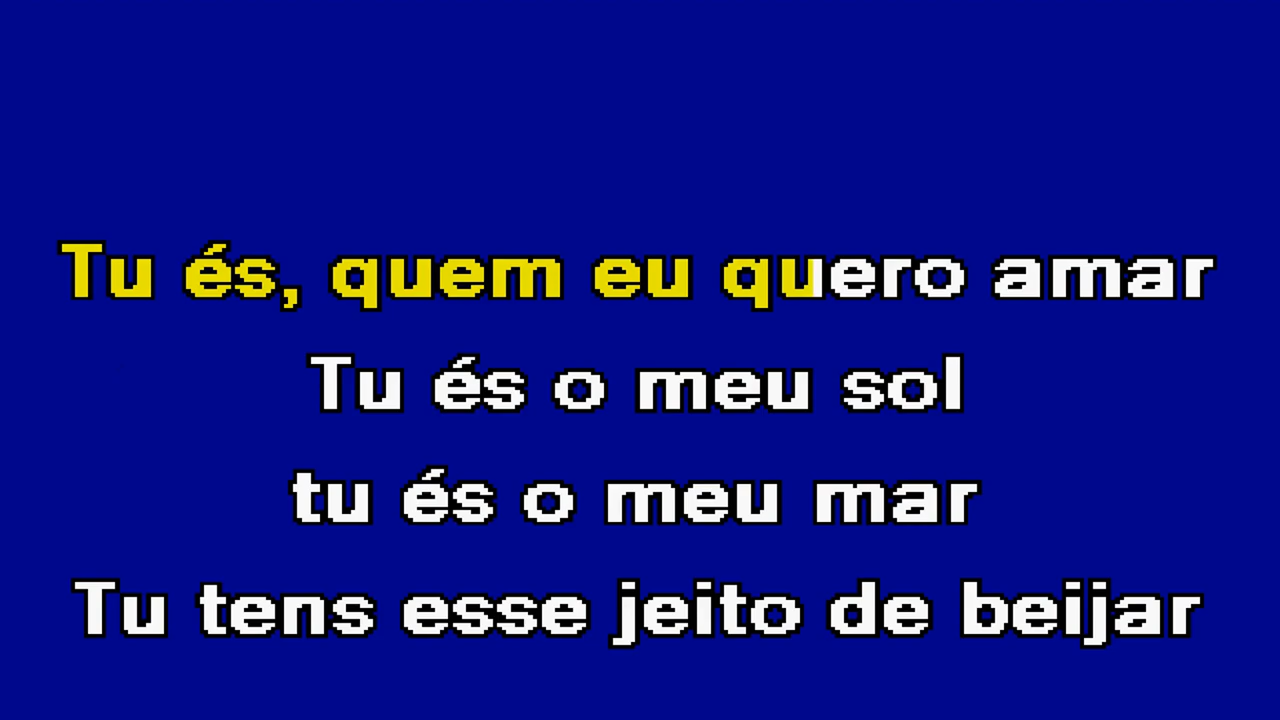 Tu és, quem eu quero amar
Tu és o meu sol
tu és o meu mar
Tu tens esse jeito de beijar